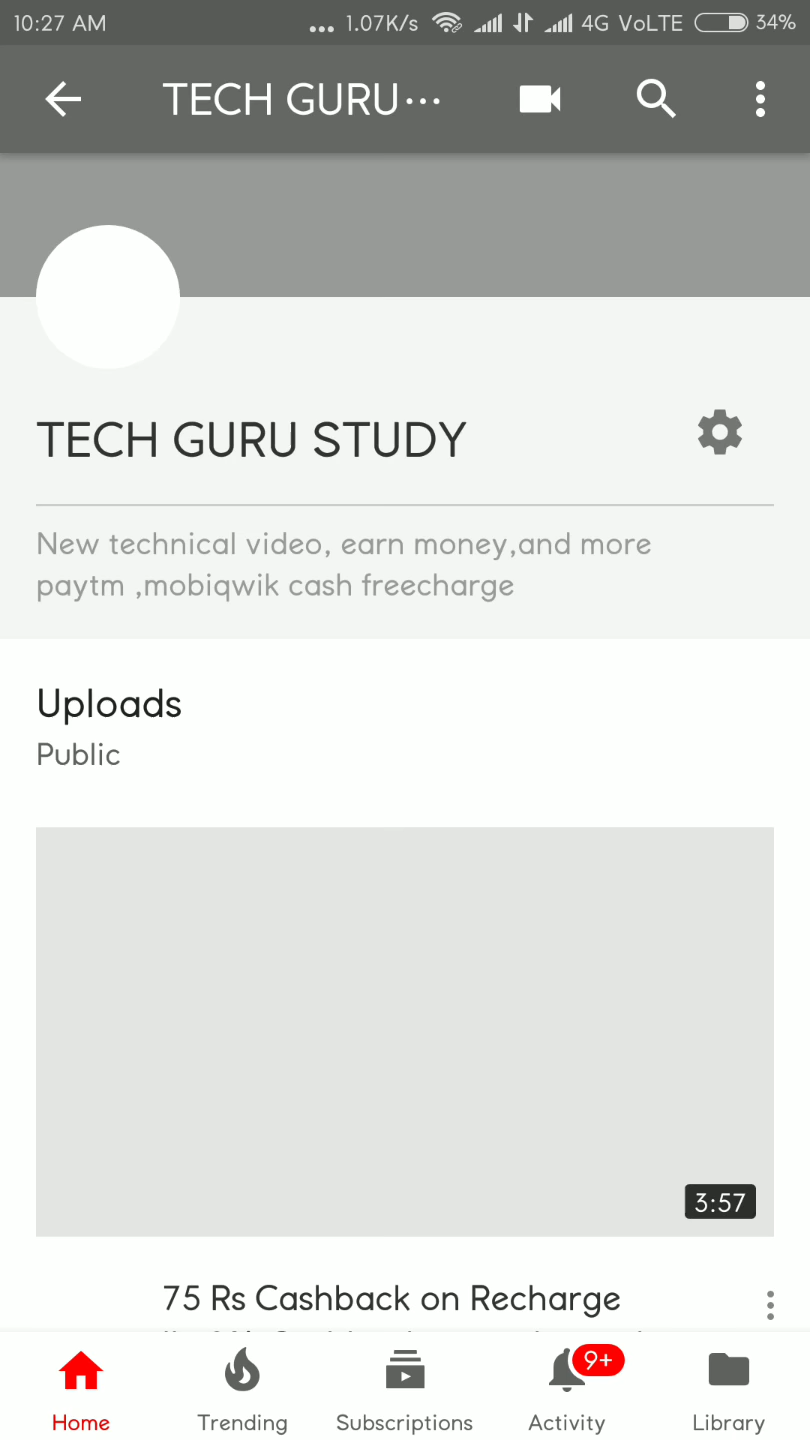 10:27 AM ... 1.07K/s 4G VoLTE 34%
TECH GURU...
TECH GURU STUDY
New technical video, earn money,and more
paytm ,mobiqwik cash freecharge
Uploads
Public
3:57
75 Rs Cashback on Recharge
9+
Home Trending Subscriptions Activity Library